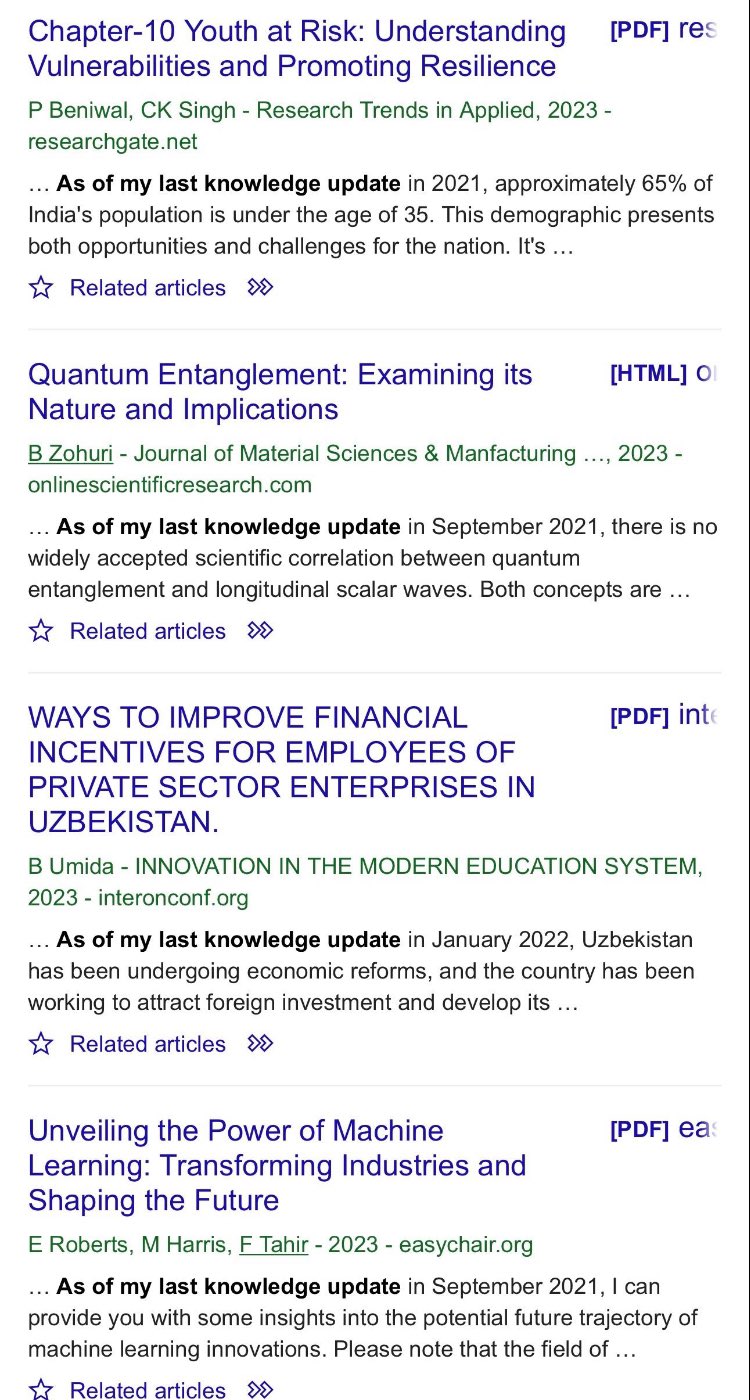 Chapter-10 Youth at Risk: Understanding
Vulnerabilities and Promoting Resilience
[PDF] res
P Beniwal, CK Singh - Research Trends in Applied, 2023 -
researchgate.net
… As of my last knowledge update in 2021, approximately 65% of
India's population is under the age of 35. This demographic presents
both opportunities and challenges for the nation. It's …
Related articles
Quantum Entanglement: Examining its
Nature and Implications
[HTML]
B Zohuri - Journal of Material Sciences & Manfacturing …, 2023 -
onlinescientificresearch.com
… As of my last knowledge update in September 2021, there is no
widely accepted scientific correlation between quantum
entanglement and longitudinal scalar waves. Both concepts are …
Related articles
WAYS TO IMPROVE FINANCIAL
INCENTIVES FOR EMPLOYEES OF
PRIVATE SECTOR ENTERPRISES IN
UZBEKISTAN.
[PDF] inte
B Umida - INNOVATION IN THE MODERN EDUCATION SYSTEM,
2023 - interonconf.org
… As of my last knowledge update in January 2022, Uzbekistan
has been undergoing economic reforms, and the country has been
working to attract foreign investment and develop its …
Related articles
Unveiling the Power of Machine
Learning: Transforming Industries and
Shaping the Future
[PDF] eas
E Roberts, M Harris, F Tahir - 2023 - easychair.org
… As of my last knowledge update in September 2021, I can
provide you with some insights into the potential future trajectory of
machine learning innovations. Please note that the field of …
Related articles